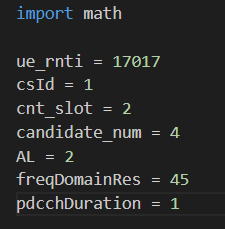 import math
ue_rnti = 17017
csId = 1
cnt_slot = 2
candidate_num = 4
AL = 2
freqDomainRes = 45
pdcchDuration = 1